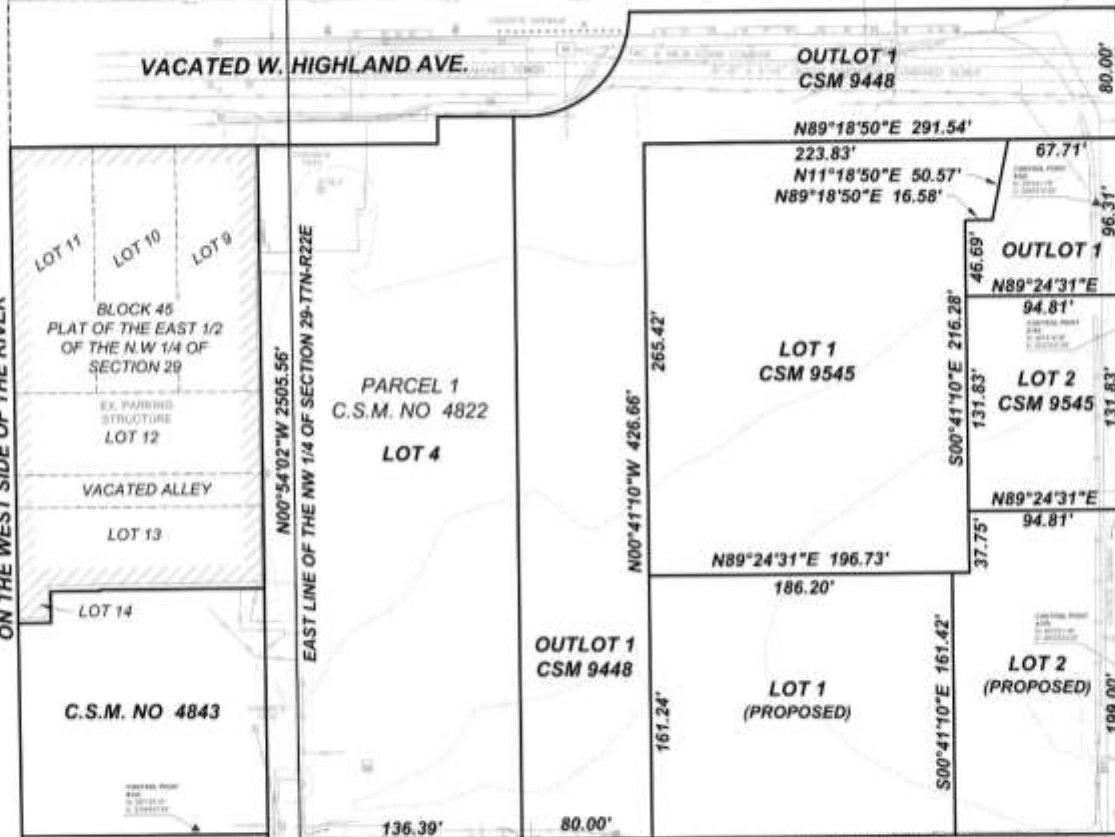 VACATED W. HIGHLAND AVE.
OUTLOT 1
CSM 9448
80.00'
N89°18'50"E 291.54'
223.83'
67.71'
N11°18'50"E 50.57'
N89°18'50"E 16.58'
96.31'
46.69'
OUTLOT 1
N89°24'31"E
94.81'
LOT 11
LOT 10
LOT 9
BLOCK 45
PLAT OF THE EAST 1/2
OF THE N.W 1/4 OF
SECTION 29
EX. PARKING
STRUCTURE
LOT 12
VACATED ALLEY
LOT 13
LOT 14
C.S.M. NO 4843
ON THE WEST SIDE OF THE RIVER
N00°54'02"W 2505.56'
EAST LINE OF THE NW 1/4 OF SECTION 29-T7N-R22E
PARCEL 1
C.S.M. NO 4822
LOT 4
136.39'
OUTLOT 1
CSM 9448
80.00'
N00°41'10"W 426.66'
265.42'
161.24'
LOT 1
CSM 9545
S00°41'10"E 216.28'
131.83'
LOT 2
CSM 9545
131.83'
N89°24'31"E
94.81'
37.75'
N89°24'31"E 196.73'
186.20'
LOT 1
(PROPOSED)
S00°41'10"E 161.42'
LOT 2
(PROPOSED)
199.00'